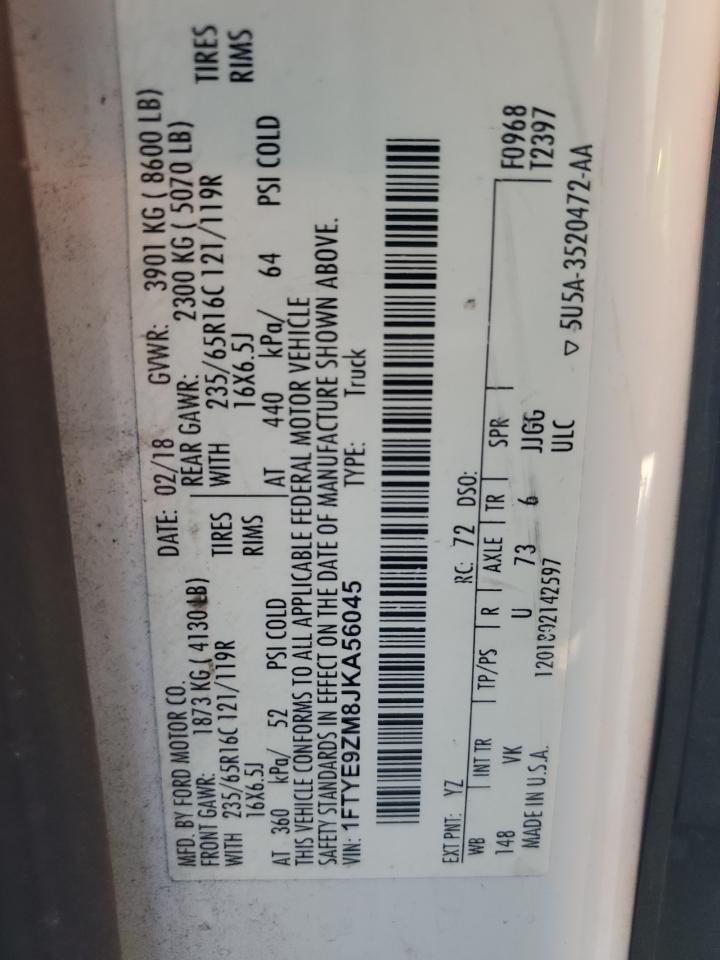 MFD. BY FORD MOTOR CO. DATE: 02/18 GVWR: 3901 KG ( 8600 LB)
FRONT GAWR: 1873 KG ( 4130 LB) REAR GAWR: 2300 KG ( 5070 LB)
WITH 235/65R16C 121/119R TIRES WITH 235/65R16C 121/119R TIRES
16X6.5J RIMS 16X6.5J RIMS
AT 360 kPa/ 52 PSI COLD AT 440 kPa/ 64 PSI COLD
THIS VEHICLE CONFORMS TO ALL APPLICABLE FEDERAL MOTOR VEHICLE
SAFETY STANDARDS IN EFFECT ON THE DATE OF MANUFACTURE SHOWN ABOVE.
VIN: 1FTYE9ZM8JKA56045 TYPE: Truck
EXT PNT: YZ RC: 72 DSO:
WB INT TR TP/PS R AXLE TR SPR F0968
148 VK U 73 6 JJGG T2397
MADE IN U.S.A. 1201802142597 ULC
▽ 5U5A-3520472-AA